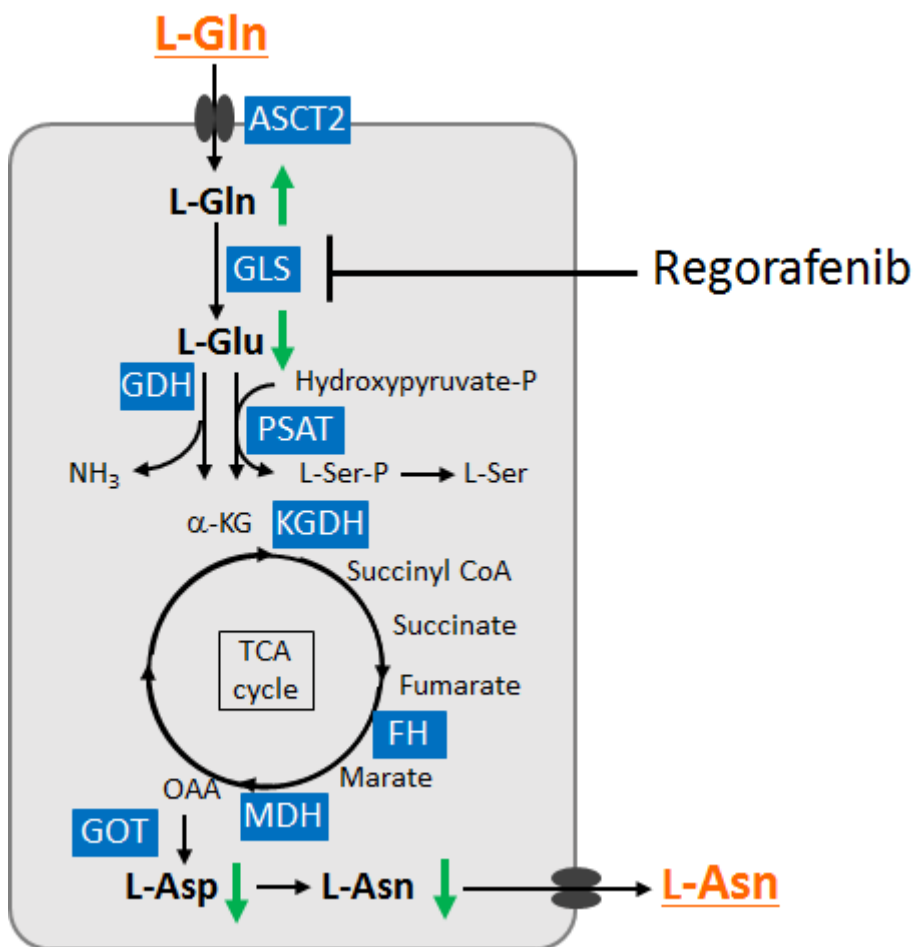 L-Gln
ASCT2
L-Gln
GLS
Regorafenib
L-Glu
GDH
Hydroxypyruvate-P
PSAT
NH₃
L-Ser-P
L-Ser
α-KG
KGDH
Succinyl CoA
Succinate
TCA
cycle
Fumarate
FH
Marate
OAA
MDH
GOT
L-Asp
L-Asn
L-Asn